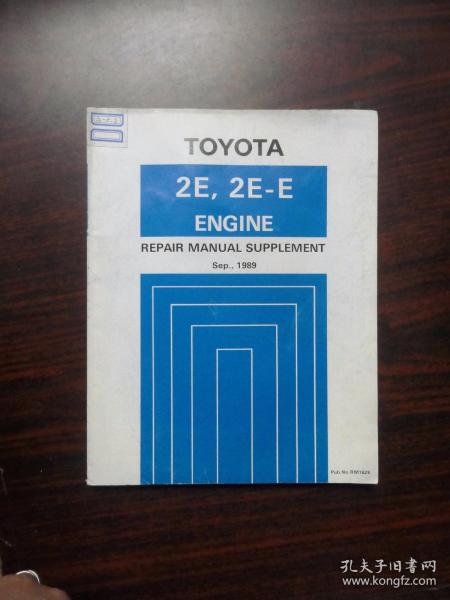 TOYOTA
2E, 2E-E
ENGINE
REPAIR MANUAL SUPPLEMENT
Sep., 1989
孔夫子旧书网
www.kongfz.com